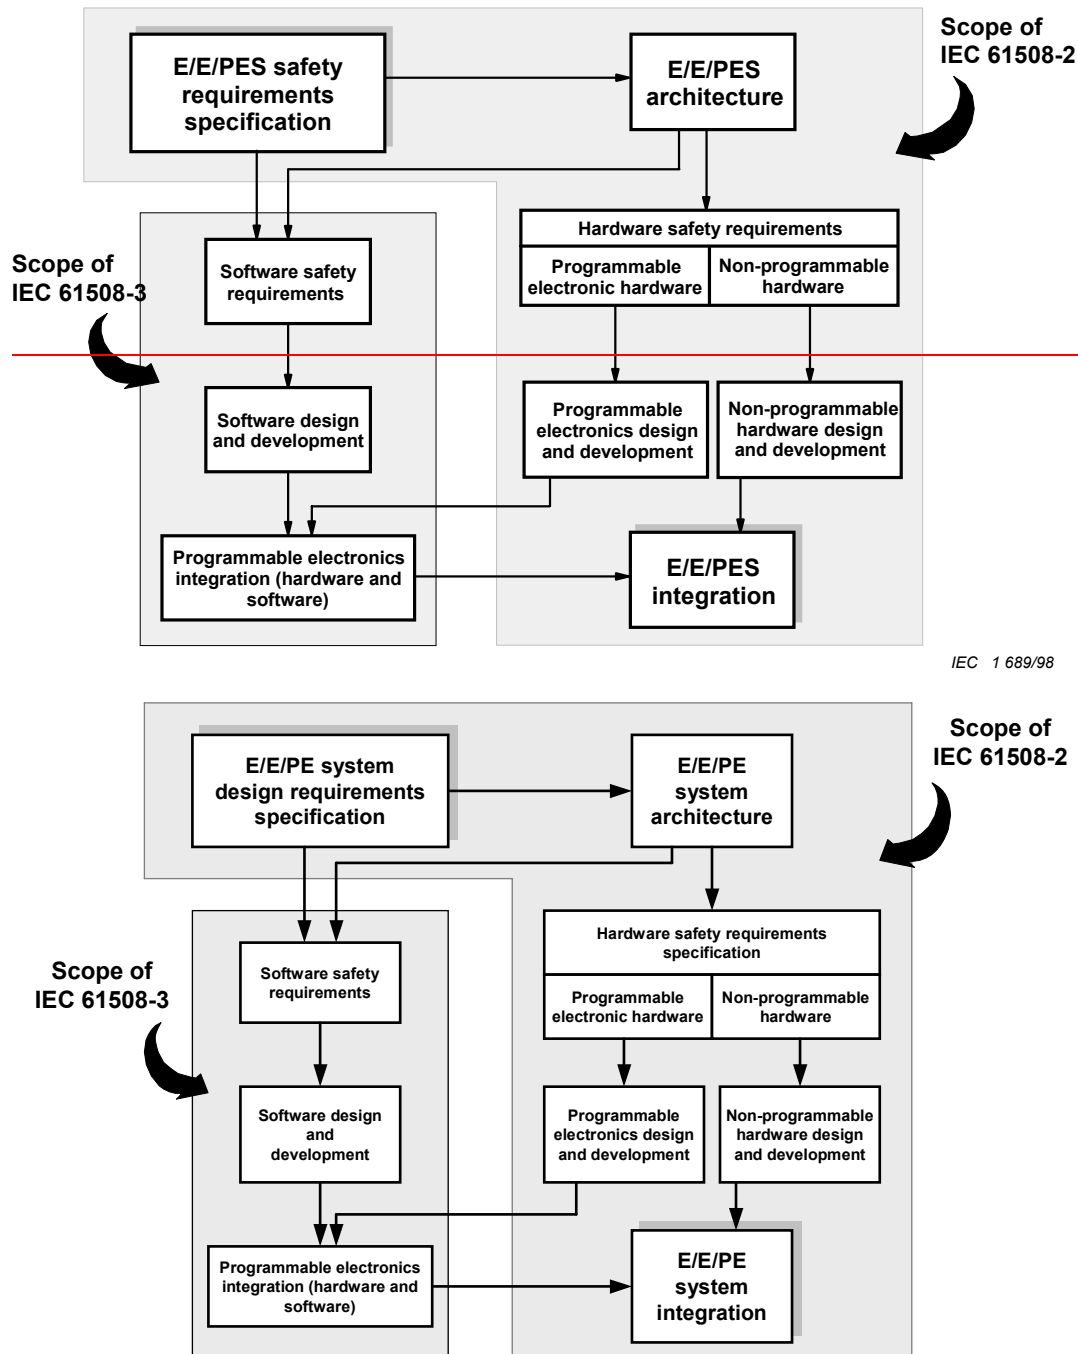 Scope of
IEC 61508-2
E/E/PES safety
requirements
specification
E/E/PES
architecture
Hardware safety requirements
Programmable
electronic hardware
Non-programmable
hardware
Scope of
IEC 61508-3
Software safety
requirements
Software design
and development
Programmable
electronics design
and development
Non-programmable
hardware design
and development
Programmable electronics
integration (hardware and
software)
E/E/PES
integration
IEC 1 689/98
Scope of
IEC 61508-2
E/E/PE system
design requirements
specification
E/E/PE
system
architecture
Hardware safety requirements
specification
Programmable
electronic hardware
Non-programmable
hardware
Scope of
IEC 61508-3
Software safety
requirements
Software design
and
development
Programmable
electronics design
and development
Non-programmable
hardware design
and development
Programmable electronics
integration (hardware and
software)
E/E/PE
system
integration